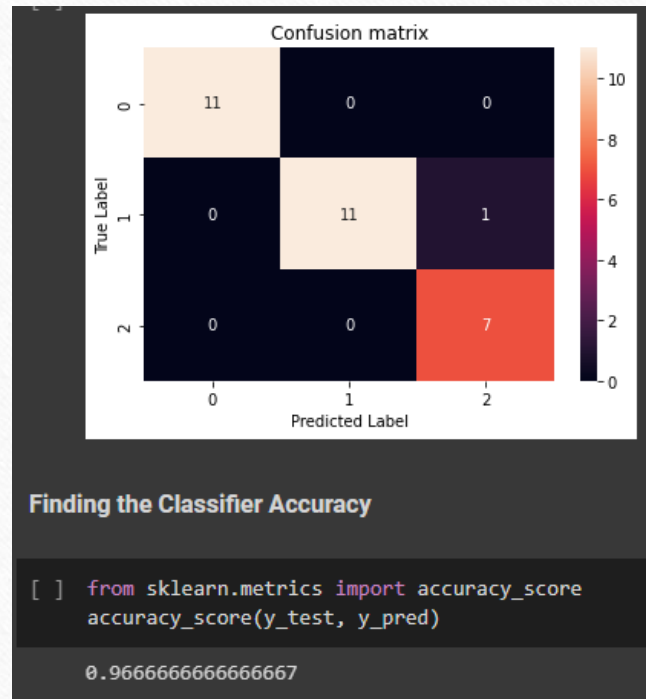 [ ]
Confusion matrix
0 11 0 0
1 0 11 1
2 0 0 7
0 1 2
True Label
Predicted Label
10
8
6
4
2
0
Finding the Classifier Accuracy
[ ] from sklearn.metrics import accuracy_score
accuracy_score(y_test, y_pred)
0.9666666666666667